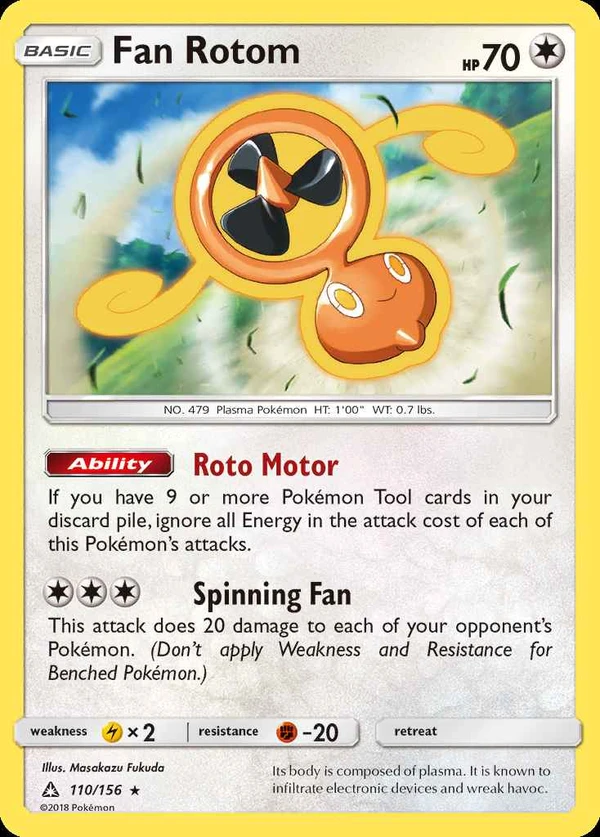 BASIC Fan Rotom HP 70
NO. 479 Plasma Pokémon HT: 1'00" WT: 0.7 lbs.
Ability Roto Motor
If you have 9 or more Pokémon Tool cards in your
discard pile, ignore all Energy in the attack cost of each of
this Pokémon's attacks.
Spinning Fan
This attack does 20 damage to each of your opponent's
Pokémon. (Don't apply Weakness and Resistance for
Benched Pokémon.)
weakness ×2 resistance -20 retreat
Illus. Masakazu Fukuda
110/156 ★
©2018 Pokémon
Its body is composed of plasma. It is known to
infiltrate electronic devices and wreak havoc.